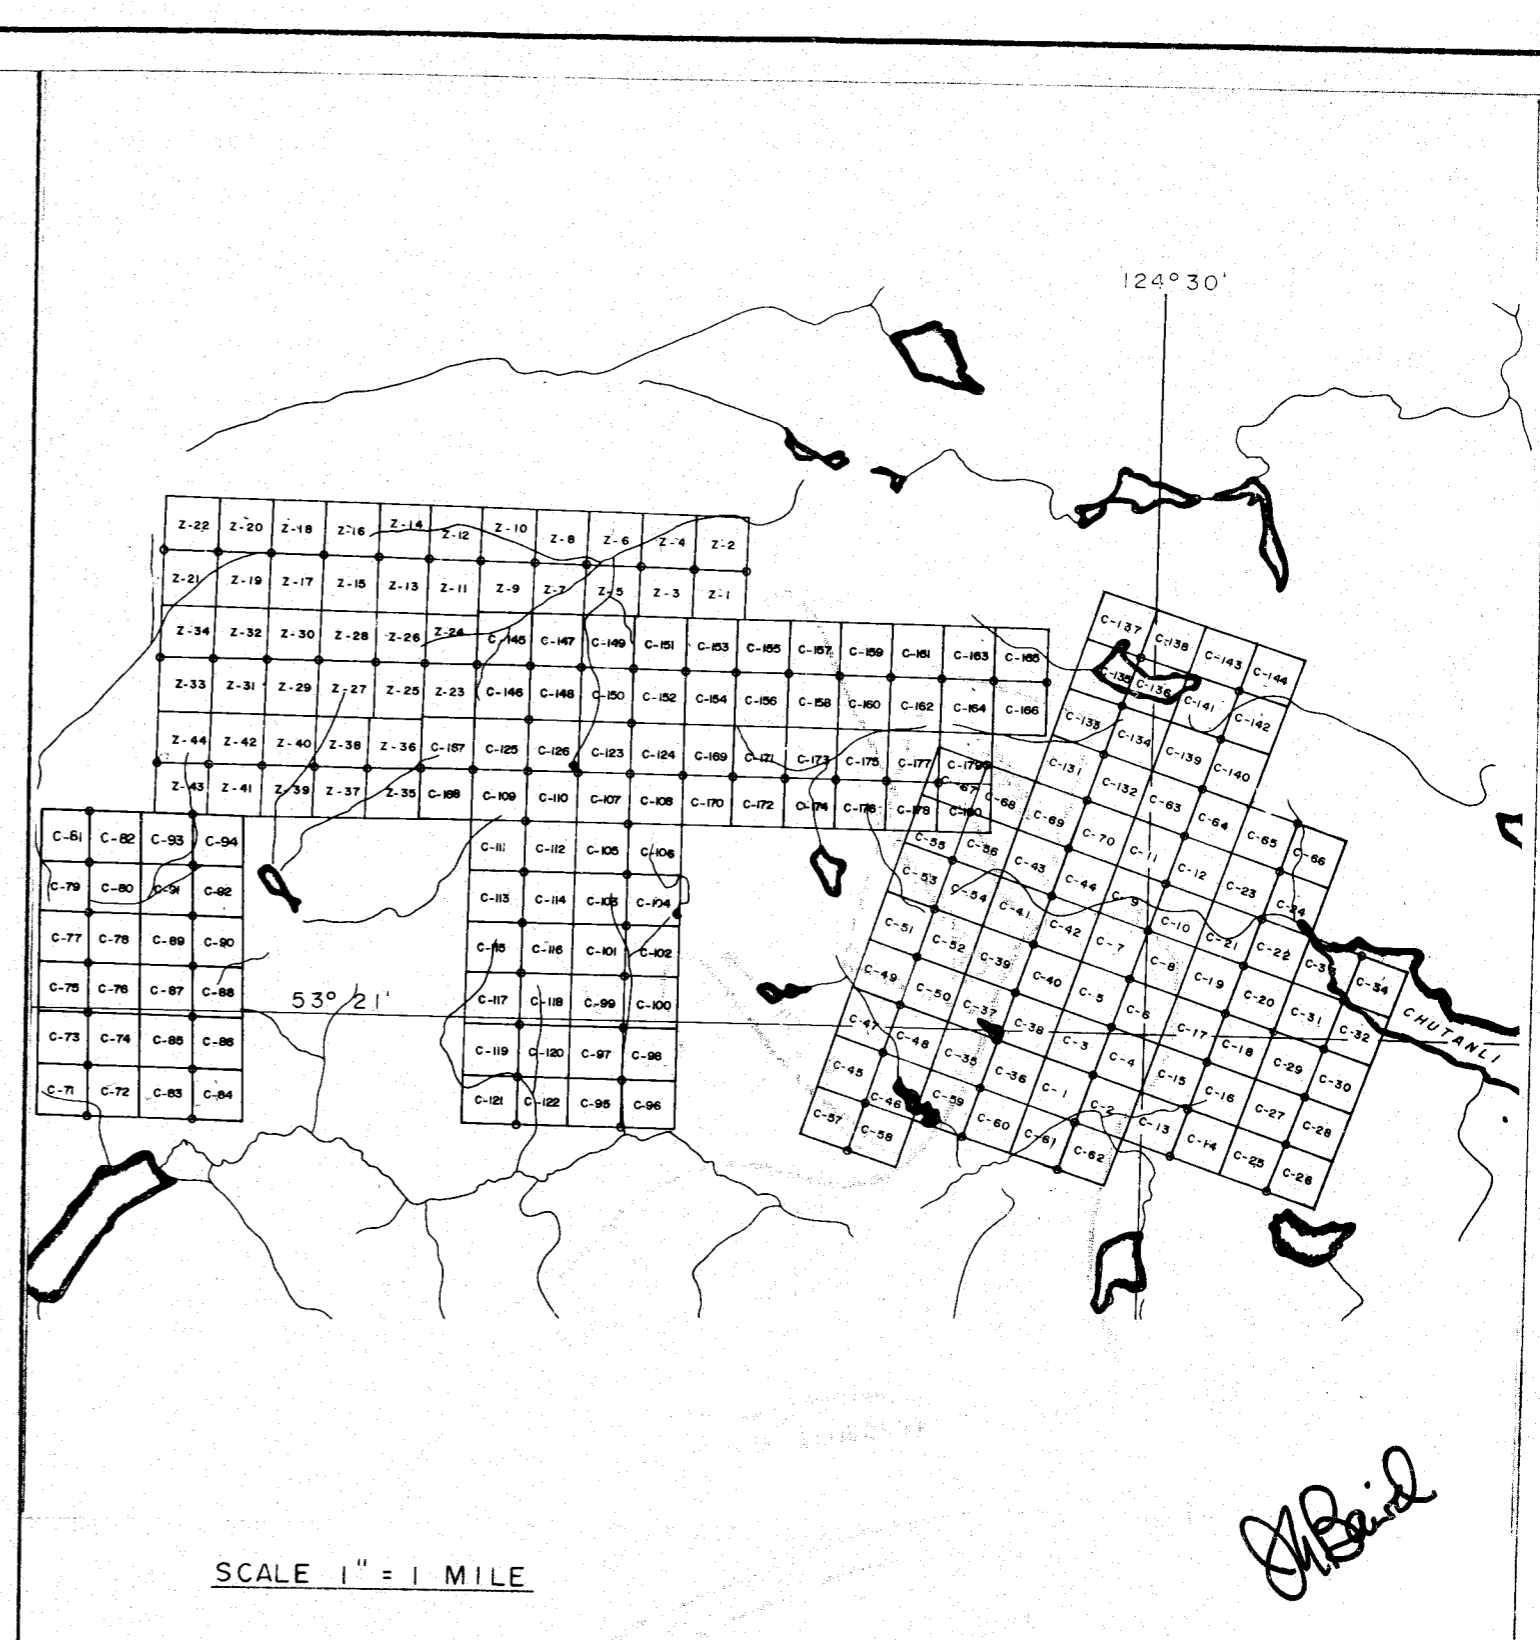 124°30'
Z-22 Z-20 Z-18 Z-16 Z-14 Z-12 Z-10 Z-8 Z-6 Z-4 Z-2
Z-21 Z-19 Z-17 Z-15 Z-13 Z-11 Z-9 Z-7 Z-5 Z-3 Z-1
Z-34 Z-32 Z-30 Z-28 Z-26 Z-24 C-145 C-147 C-149 C-151 C-153 C-155 C-157 C-159 C-161 C-163 C-165
Z-33 Z-31 Z-29 Z-27 Z-25 Z-23 C-146 C-148 C-150 C-152 C-154 C-156 C-158 C-160 C-162 C-164 C-166
Z-44 Z-42 Z-40 Z-38 Z-36 C-167 C-125 C-126 C-123 C-124 C-169 C-171 C-173 C-175 C-177 C-179
Z-43 Z-41 Z-39 Z-37 Z-35 C-168 C-109 C-110 C-107 C-108 C-170 C-172 C-174 C-176 C-178 C-180
C-81 C-82 C-93 C-94
C-79 C-80 C-91 C-92
C-77 C-78 C-89 C-90
C-75 C-76 C-87 C-88
C-73 C-74 C-85 C-86
C-71 C-72 C-83 C-84
53° 21'
C-111 C-112 C-105 C-106
C-113 C-114 C-103 C-104
C-115 C-116 C-101 C-102
C-117 C-118 C-99 C-100
C-119 C-120 C-97 C-98
C-121 C-122 C-95 C-96
C-137 C-138 C-143 C-144
C-135 C-136 C-141 C-142
C-133 C-134 C-139 C-140
C-131 C-132 C-63 C-64 C-65 C-66
C-67 C-68 C-69 C-70 C-11 C-12 C-23 C-24
C-55 C-56 C-43 C-44 C-9 C-10 C-21 C-22 C-33 C-34
C-53 C-54 C-41 C-42 C-7 C-8 C-19 C-20 C-31 C-32
C-51 C-52 C-39 C-40 C-5 C-6 C-17 C-18 C-29 C-30
C-49 C-50 C-37 C-38 C-3 C-4 C-15 C-16 C-27 C-28
C-47 C-48 C-35 C-36 C-1 C-2 C-13 C-14 C-25 C-26
C-45 C-46 C-59 C-60 C-61 C-62
C-57 C-58
CHUTANLI
J M Baird
SCALE 1" = 1 MILE